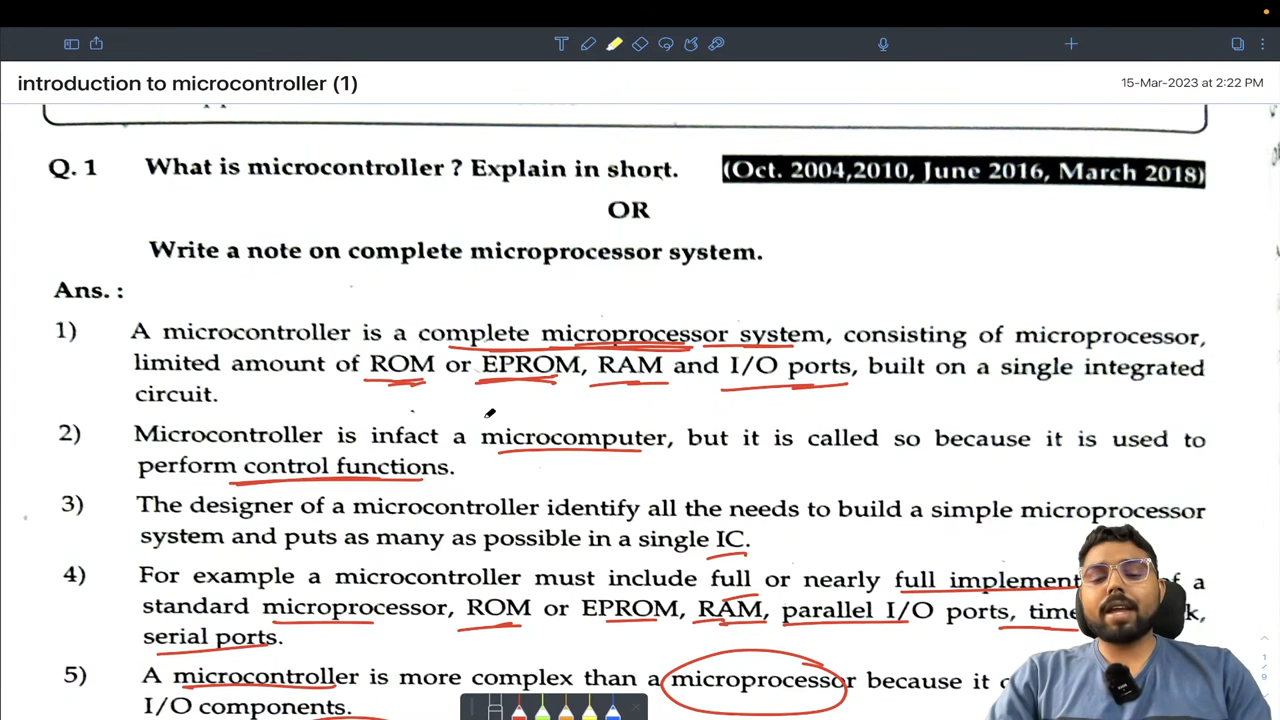 introduction to microcontroller (1)
15-Mar-2023 at 2:22 PM
Q. 1 What is microcontroller ? Explain in short. (Oct. 2004,2010, June 2016, March 2018)
OR
Write a note on complete microprocessor system.
Ans. :
1) A microcontroller is a complete microprocessor system, consisting of microprocessor,
limited amount of ROM or EPROM, RAM and I/O ports, built on a single integrated
circuit.
2) Microcontroller is infact a microcomputer, but it is called so because it is used to
perform control functions.
3) The designer of a microcontroller identify all the needs to build a simple microprocessor
system and puts as many as possible in a single IC.
4) For example a microcontroller must include full or nearly full implement of a
standard microprocessor, ROM or EPROM, RAM, parallel I/O ports, time k,
serial ports.
5) A microcontroller is more complex than a microprocessor because it
I/O components.